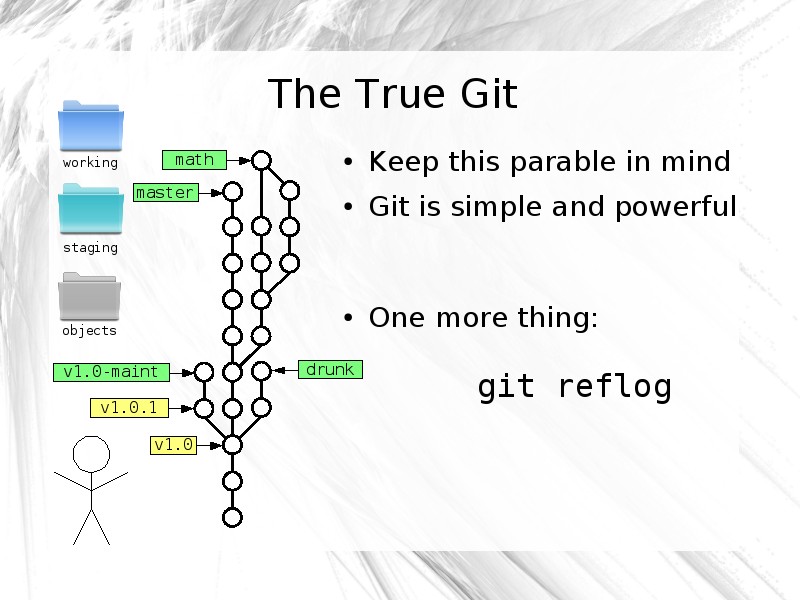 The True Git
working
staging
objects
math
master
v1.0-maint
drunk
v1.0.1
v1.0
• Keep this parable in mind
• Git is simple and powerful
• One more thing:
git reflog